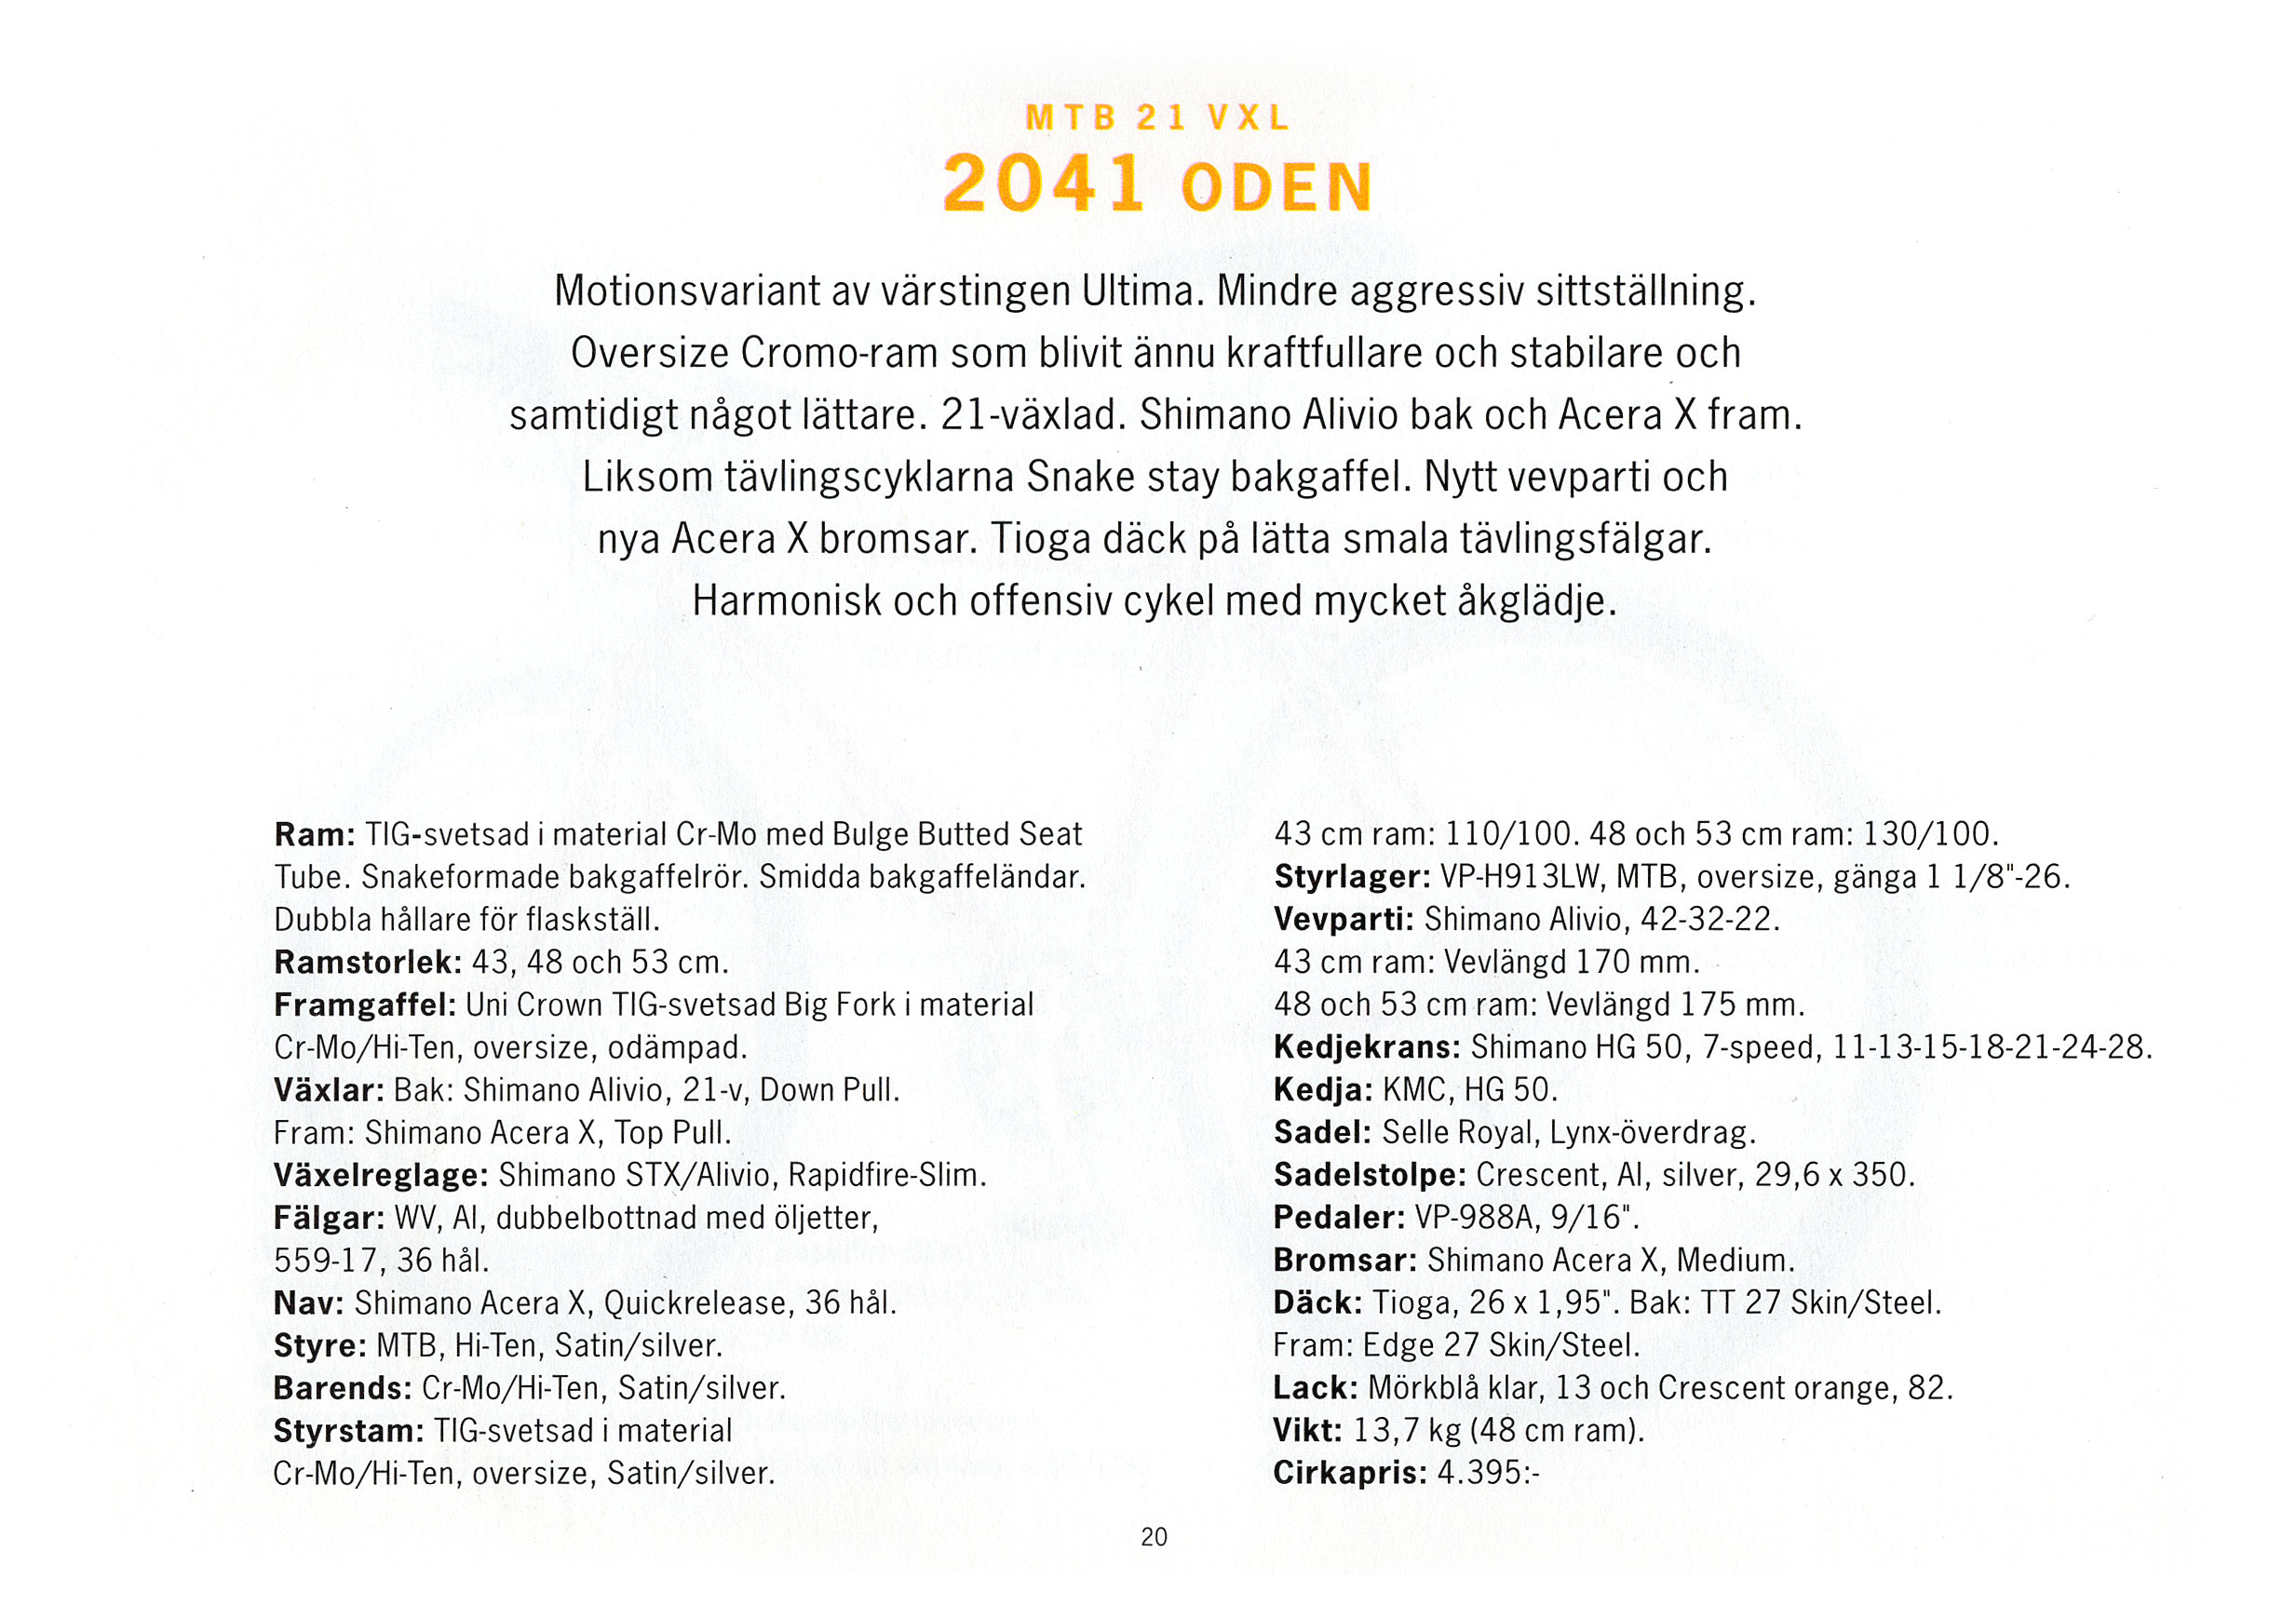 MTB 21 VXL
2041 ODEN
Motionsvariant av värstingen Ultima. Mindre aggressiv sittställning.
Oversize Cromo-ram som blivit ännu kraftfullare och stabilare och
samtidigt något lättare. 21-växlad. Shimano Alivio bak och Acera X fram.
Liksom tävlingscyklarna Snake stay bakgaffel. Nytt vevparti och
nya Acera X bromsar. Tioga däck på lätta smala tävlingsfälgar.
Harmonisk och offensiv cykel med mycket åkglädje.
Ram: TIG-svetsad i material Cr-Mo med Bulge Butted Seat
Tube. Snakeformade bakgaffelrör. Smidda bakgaffeländar.
Dubbla hållare för flaskställ.
Ramstorlek: 43, 48 och 53 cm.
Framgaffel: Uni Crown TIG-svetsad Big Fork i material
Cr-Mo/Hi-Ten, oversize, odämpad.
Växlar: Bak: Shimano Alivio, 21-v, Down Pull.
Fram: Shimano Acera X, Top Pull.
Växelreglage: Shimano STX/Alivio, Rapidfire-Slim.
Fälgar: WV, Al, dubbelbottnad med öljetter,
559-17, 36 hål.
Nav: Shimano Acera X, Quickrelease, 36 hål.
Styre: MTB, Hi-Ten, Satin/silver.
Barends: Cr-Mo/Hi-Ten, Satin/silver.
Styrstam: TIG-svetsad i material
Cr-Mo/Hi-Ten, oversize, Satin/silver.
43 cm ram: 110/100. 48 och 53 cm ram: 130/100.
Styrlager: VP-H913LW, MTB, oversize, gänga 1 1/8"-26.
Vevparti: Shimano Alivio, 42-32-22.
43 cm ram: Vevlängd 170 mm.
48 och 53 cm ram: Vevlängd 175 mm.
Kedjekrans: Shimano HG 50, 7-speed, 11-13-15-18-21-24-28.
Kedja: KMC, HG 50.
Sadel: Selle Royal, Lynx-överdrag.
Sadelstolpe: Crescent, Al, silver, 29,6 x 350.
Pedaler: VP-988A, 9/16".
Bromsar: Shimano Acera X, Medium.
Däck: Tioga, 26 x 1,95". Bak: TT 27 Skin/Steel.
Fram: Edge 27 Skin/Steel.
Lack: Mörkblå klar, 13 och Crescent orange, 82.
Vikt: 13,7 kg (48 cm ram).
Cirkapris: 4.395:-
20